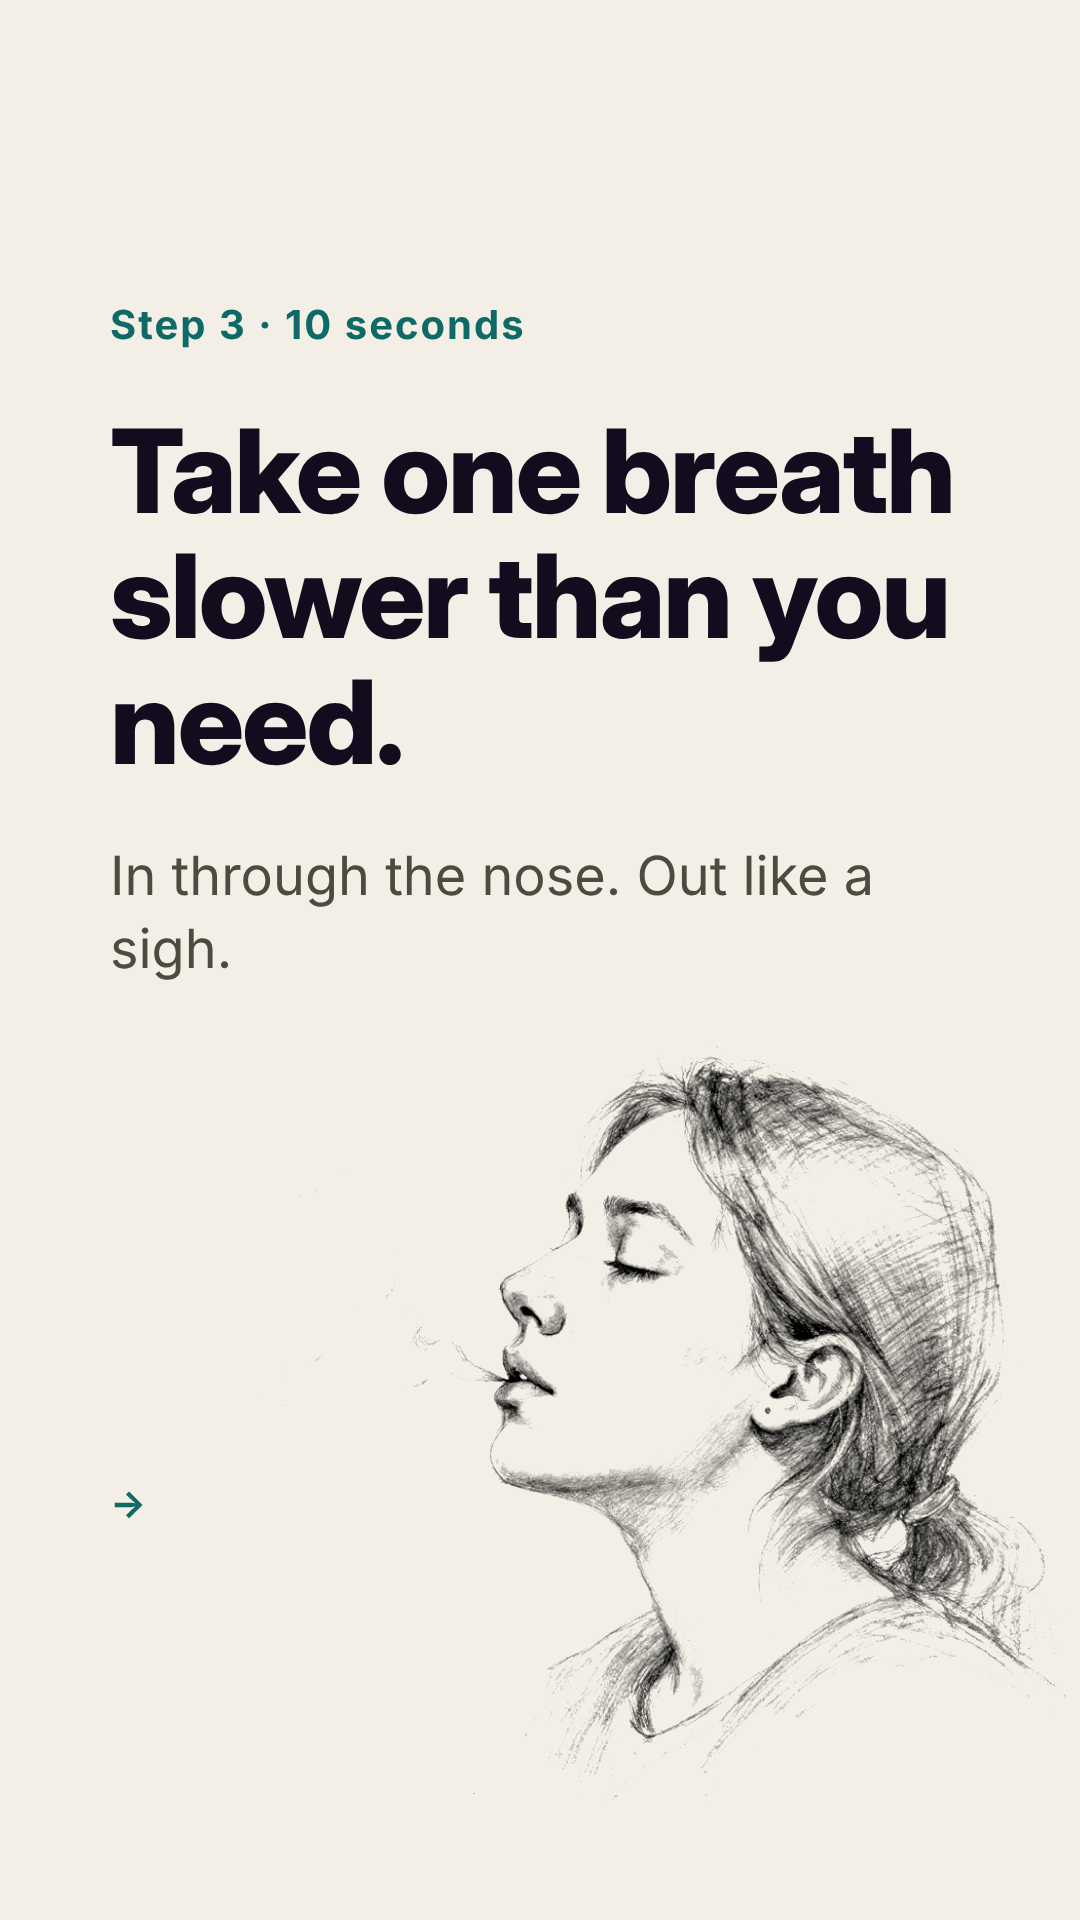 Step 3 · 10 seconds
Take one breath
slower than you
need.
In through the nose. Out like a
sigh.
→